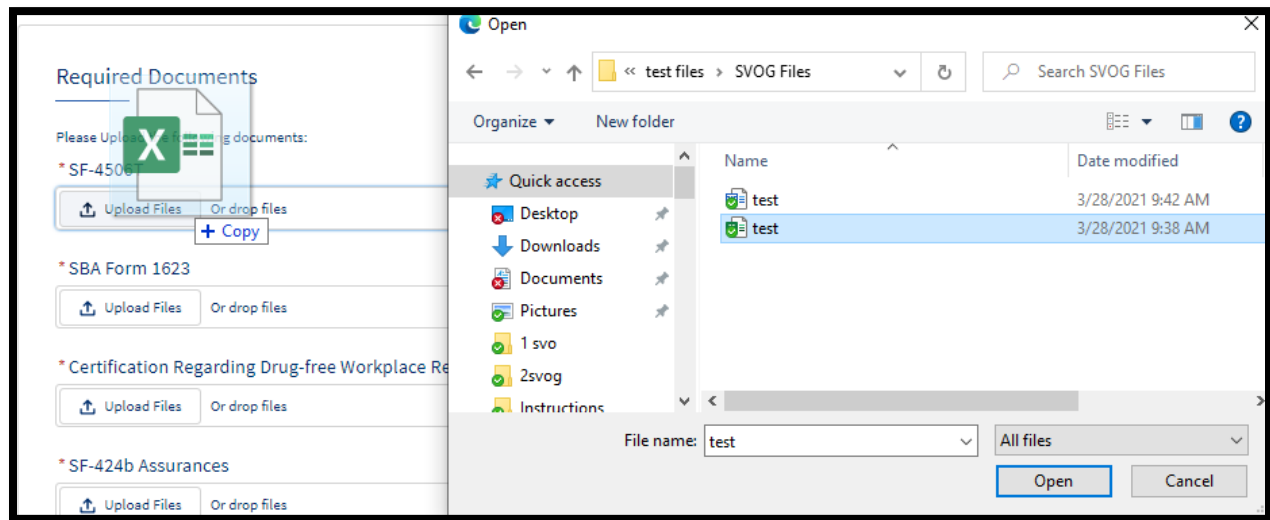 Required Documents
Please Upload the following documents:
* SF-4506T
Upload Files Or drop files
+ Copy
* SBA Form 1623
Upload Files Or drop files
* Certification Regarding Drug-free Workplace Re
Upload Files Or drop files
* SF-424b Assurances
Upload Files Or drop files
Open
« test files > SVOG Files
Search SVOG Files
Organize New folder
Name Date modified
Quick access
Desktop
Downloads
Documents
Pictures
1 svo
2svog
Instructions
test 3/28/2021 9:42 AM
test 3/28/2021 9:38 AM
File name: test All files
Open Cancel